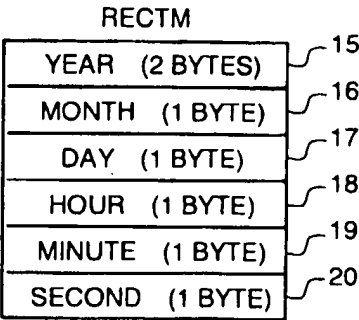 RECTM
YEAR (2 BYTES) 15
MONTH (1 BYTE) 16
DAY (1 BYTE) 17
HOUR (1 BYTE) 18
MINUTE (1 BYTE) 19
SECOND (1 BYTE) 20